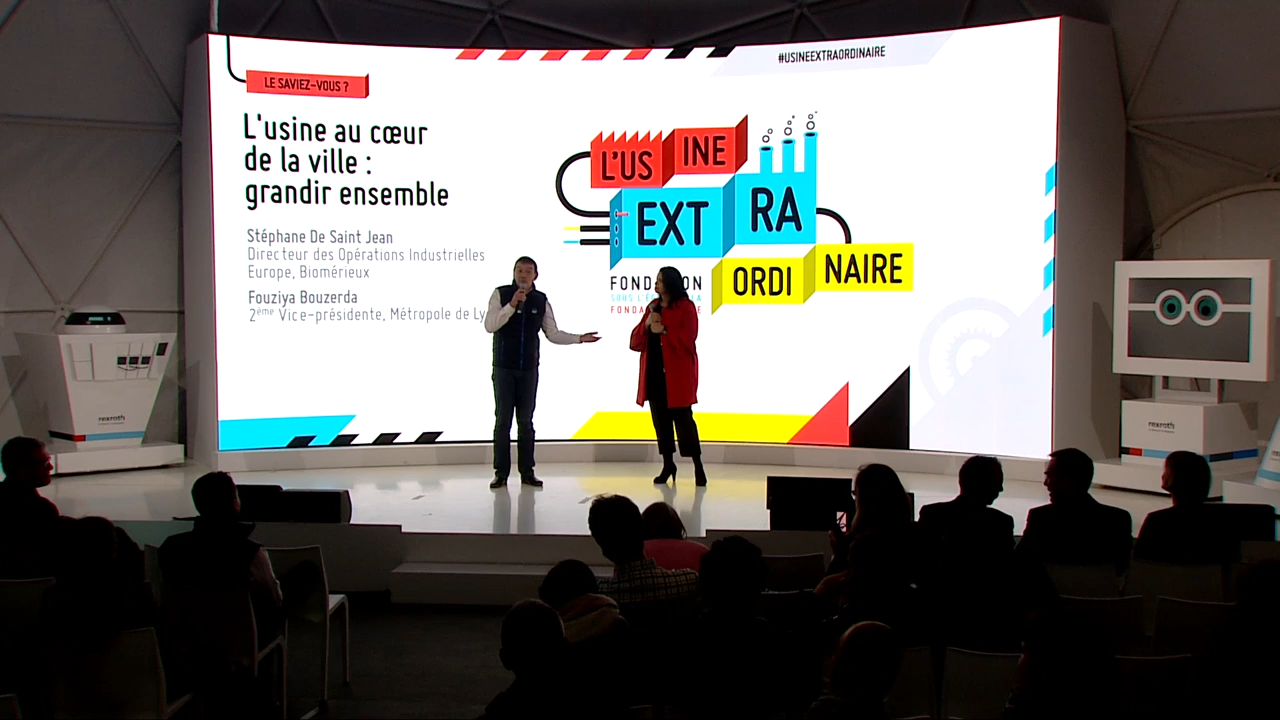 #USINEEXTRAORDINAIRE
LE SAVIEZ-VOUS ?
L'usine au cœur
de la ville :
grandir ensemble
Stéphane De Saint Jean
Directeur des Opérations Industrielles
Europe, Biomérieux
Fouziya Bouzerda
2ème Vice-présidente, Métropole de Ly
L'US INE
EXT RA
ORDI NAIRE
FONDATION
rexroth
rexroth